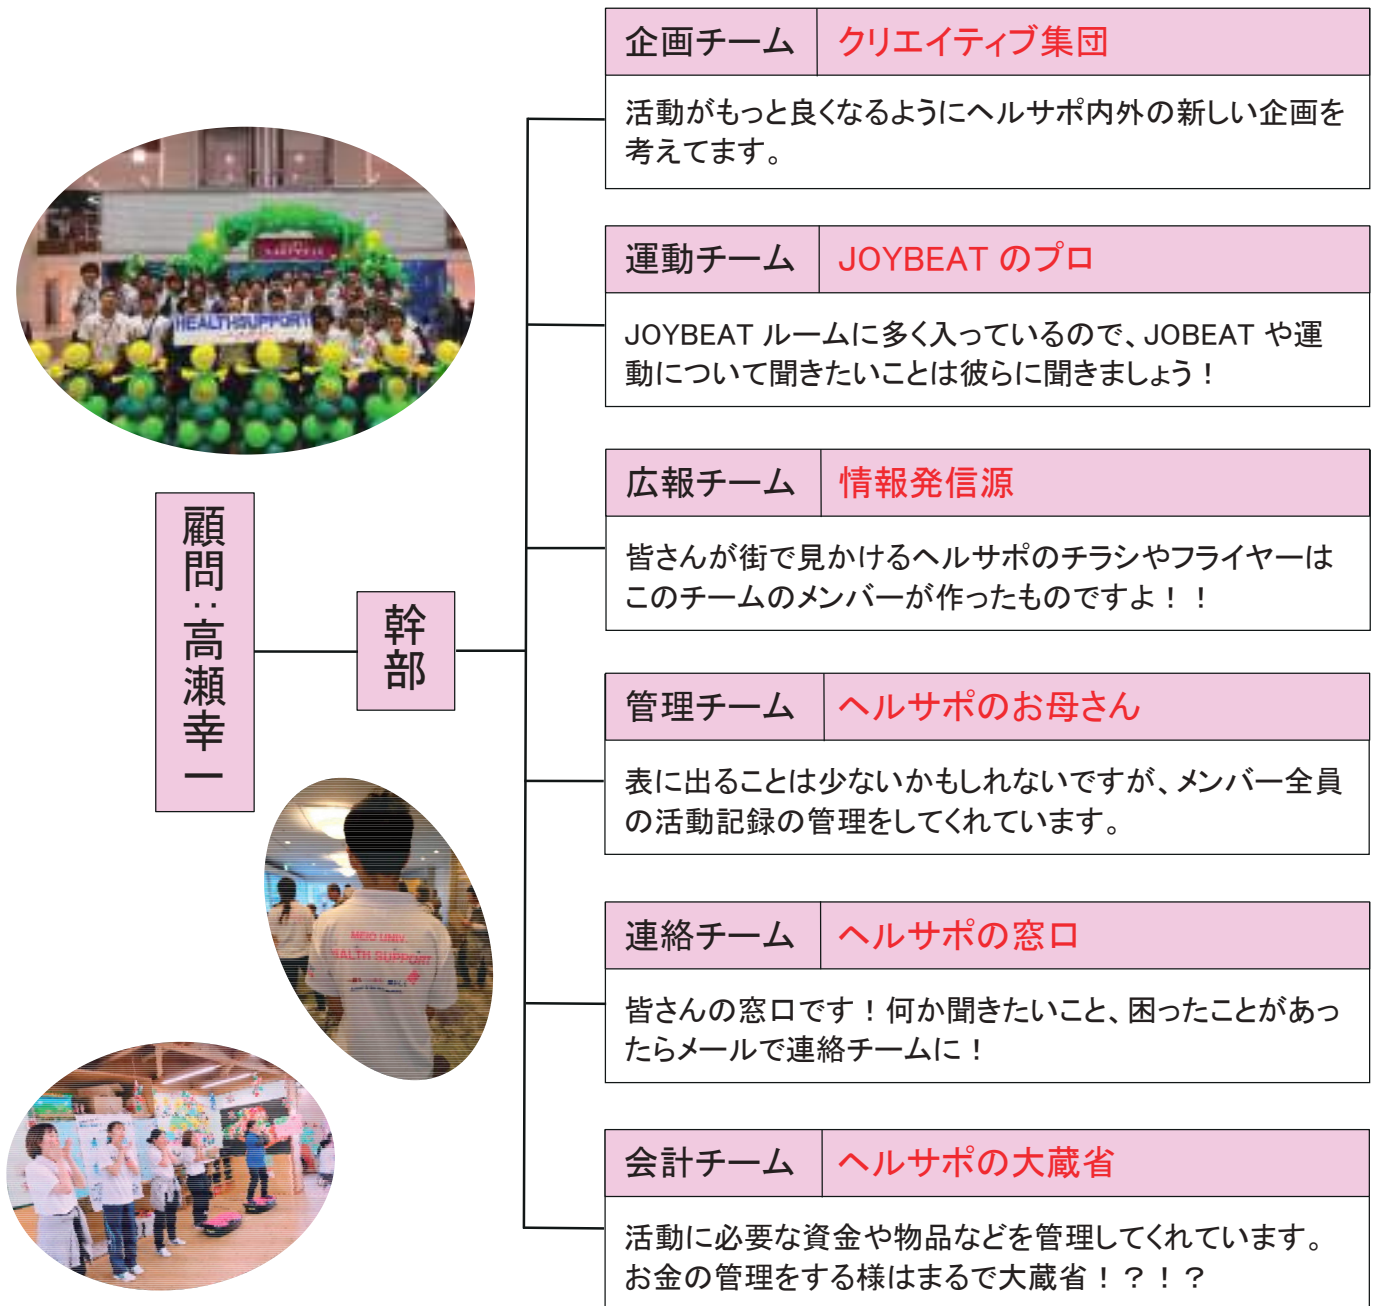 企画チーム
クリエイティブ集団
活動がもっと良くなるようにヘルサポ内外の新しい企画を
考えてます。
運動チーム
JOYBEAT のプロ
JOYBEAT ルームに多く入っているので、JOBEAT や運
動について聞きたいことは彼らに聞きましょう！
広報チーム
情報発信源
皆さんが街で見かけるヘルサポのチラシやフライヤーは
このチームのメンバーが作ったものですよ！！
管理チーム
ヘルサポのお母さん
表に出ることは少ないかもしれないですが、メンバー全員
の活動記録の管理をしてくれています。
連絡チーム
ヘルサポの窓口
皆さんの窓口です！何か聞きたいこと、困ったことがあっ
たらメールで連絡チームに！
会計チーム
ヘルサポの大蔵省
活動に必要な資金や物品などを管理してくれています。
お金の管理をする様はまるで大蔵省！？！？
顧問：高瀬幸一
幹部
HEALTH SUPPORT
MEIO UNIV.
HEALTH SUPPORT